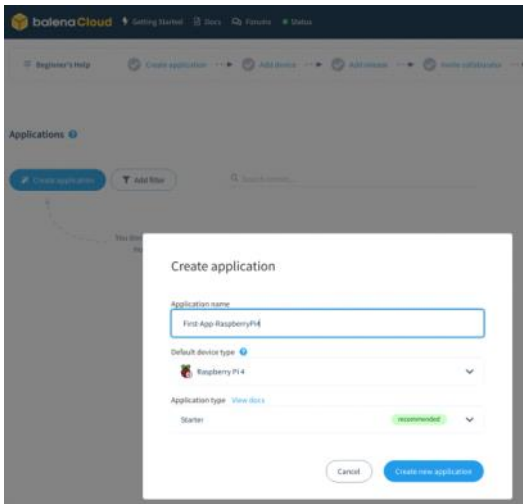 balenaCloud Getting Started Docs Forums Status
Beginner's Help Create application Add device Add release Invite collaborator
Applications
Create application Add filter
Create application
Application name
First-App-RaspberryPi4
Default device type
Raspberry Pi 4
Application type View docs
Starter recommended
Cancel Create new application